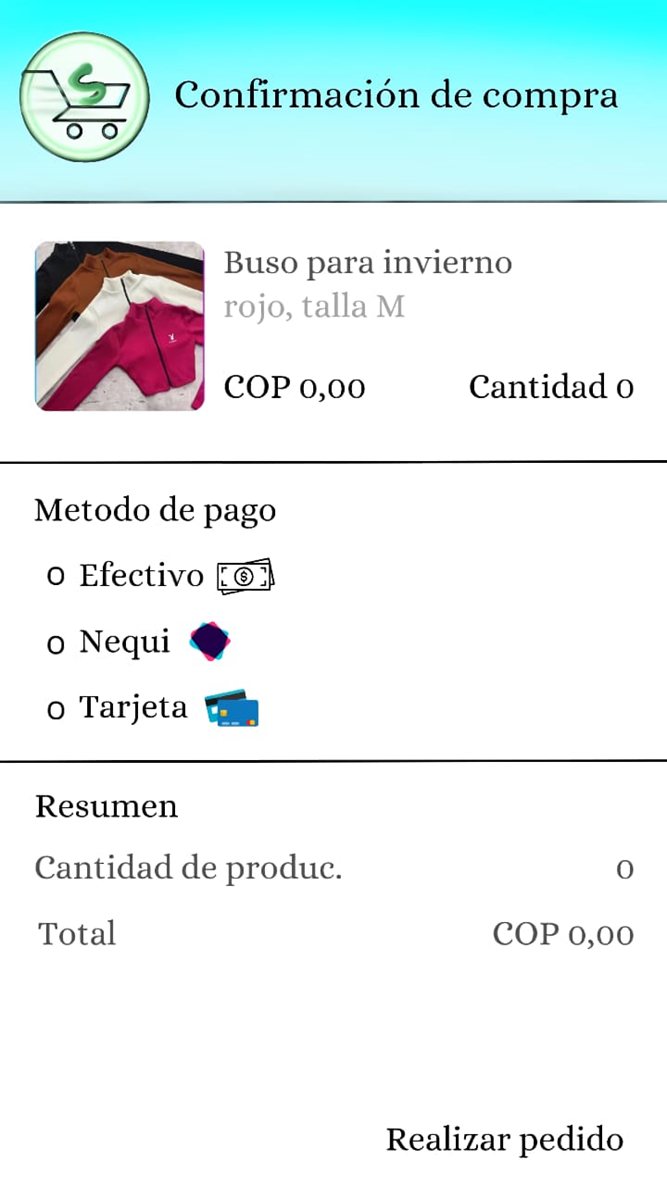 Confirmación de compra
Buso para invierno
rojo, talla M
COP 0,00 Cantidad 0
Metodo de pago
o Efectivo
o Nequi
o Tarjeta
Resumen
Cantidad de produc. 0
Total COP 0,00
Realizar pedido